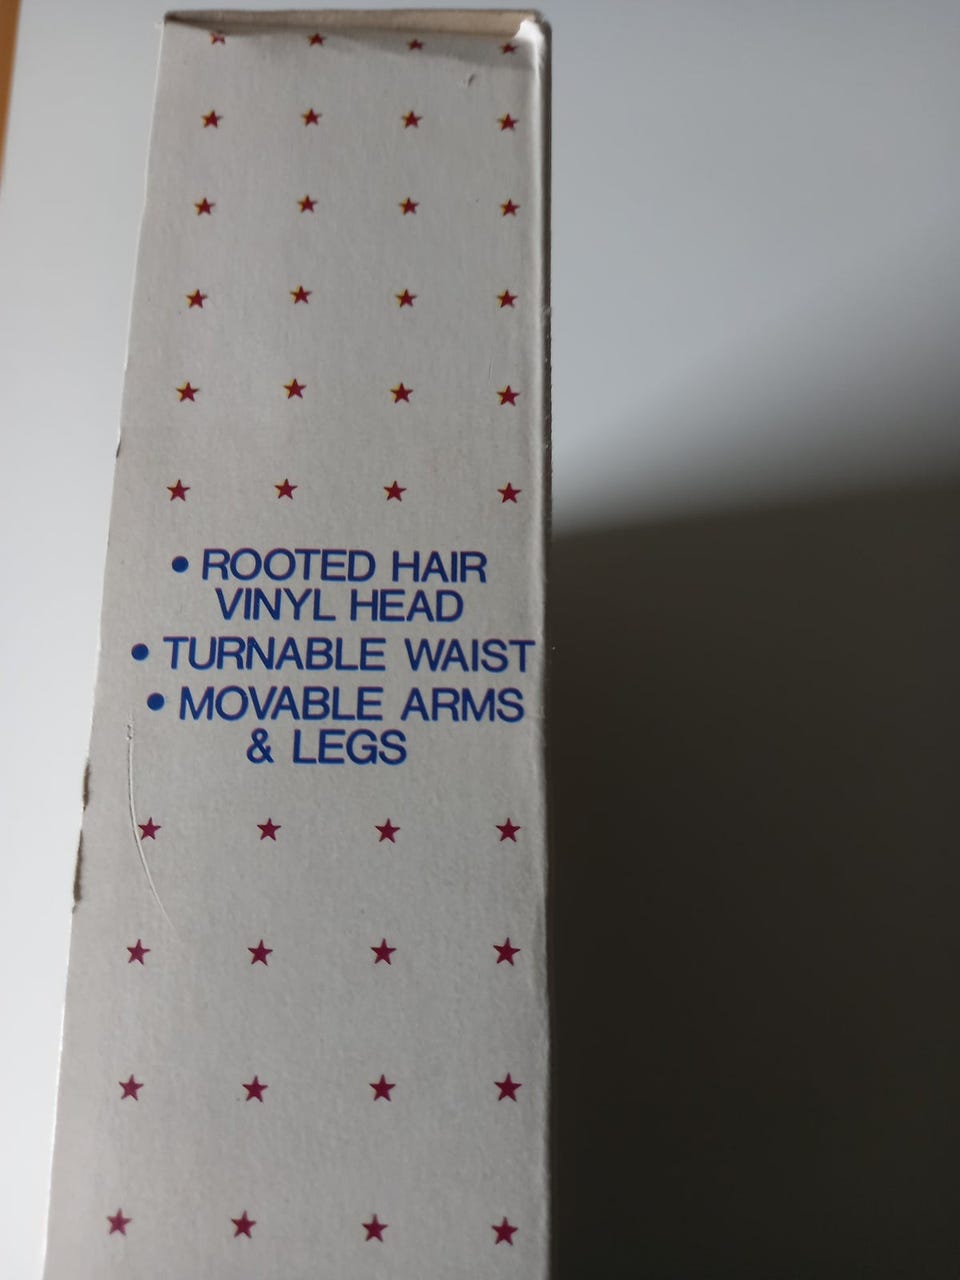 • ROOTED HAIR
VINYL HEAD
• TURNABLE WAIST
• MOVABLE ARMS
& LEGS